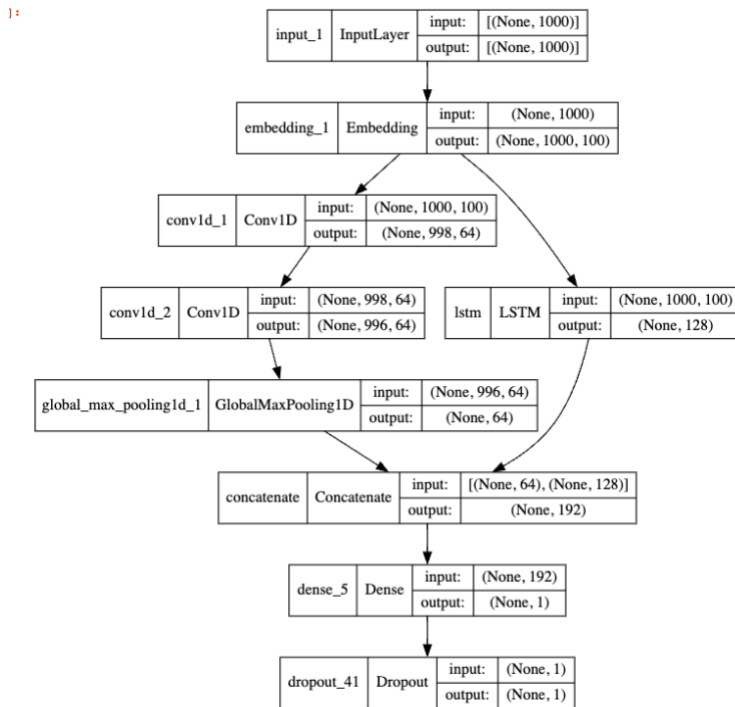 ]:
input_1 InputLayer input: [(None, 1000)]
output: [(None, 1000)]
embedding_1 Embedding input: (None, 1000)
output: (None, 1000, 100)
conv1d_1 Conv1D input: (None, 1000, 100)
output: (None, 998, 64)
conv1d_2 Conv1D input: (None, 998, 64)
output: (None, 996, 64)
lstm LSTM input: (None, 1000, 100)
output: (None, 128)
global_max_pooling1d_1 GlobalMaxPooling1D input: (None, 996, 64)
output: (None, 64)
concatenate Concatenate input: [(None, 64), (None, 128)]
output: (None, 192)
dense_5 Dense input: (None, 192)
output: (None, 1)
dropout_41 Dropout input: (None, 1)
output: (None, 1)